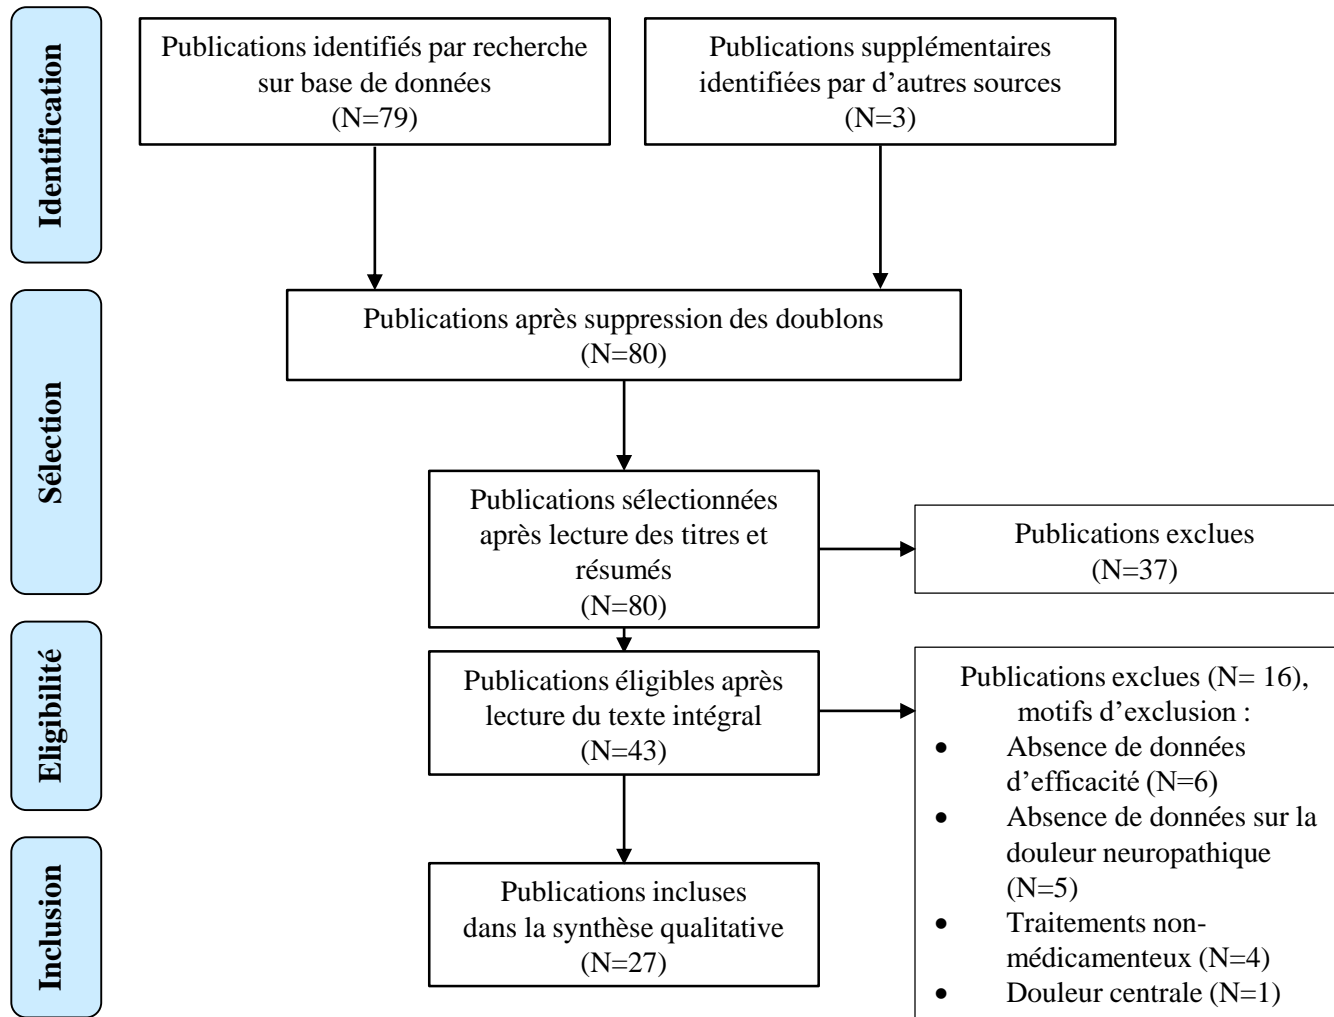 Identification
Publications identifiés par recherche
sur base de données
(N=79)
Publications supplémentaires
identifiées par d’autres sources
(N=3)
Sélection
Publications après suppression des doublons
(N=80)
Publications sélectionnées
après lecture des titres et
résumés
(N=80)
Publications exclues
(N=37)
Eligibilité
Publications éligibles après
lecture du texte intégral
(N=43)
Publications exclues (N= 16),
motifs d’exclusion :
• Absence de données
d’efficacité (N=6)
• Absence de données sur la
douleur neuropathique
(N=5)
• Traitements non-
médicamenteux (N=4)
• Douleur centrale (N=1)
Inclusion
Publications incluses
dans la synthèse qualitative
(N=27)